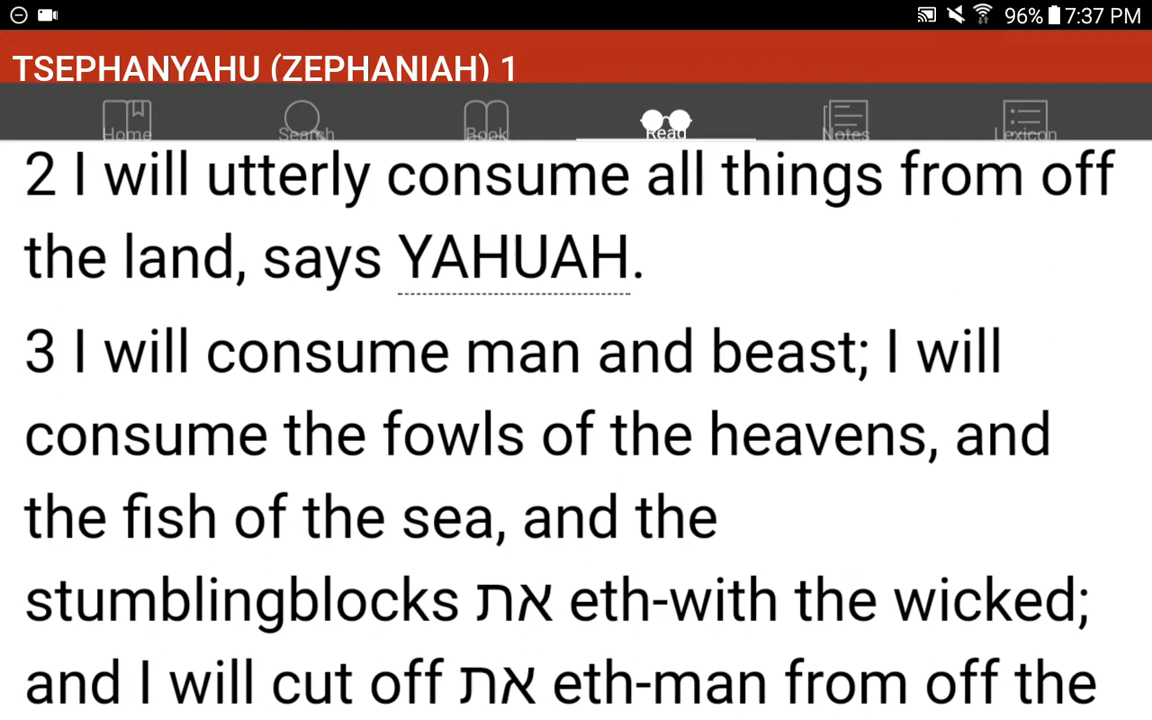 96% 7:37 PM
TSEPHANYAHU (ZEPHANIAH) 1
Home Search Book Read Notes Lexicon
2 I will utterly consume all things from off
the land, says YAHUAH.
3 I will consume man and beast; I will
consume the fowls of the heavens, and
the fish of the sea, and the
stumblingblocks את eth-with the wicked;
and I will cut off את eth-man from off the